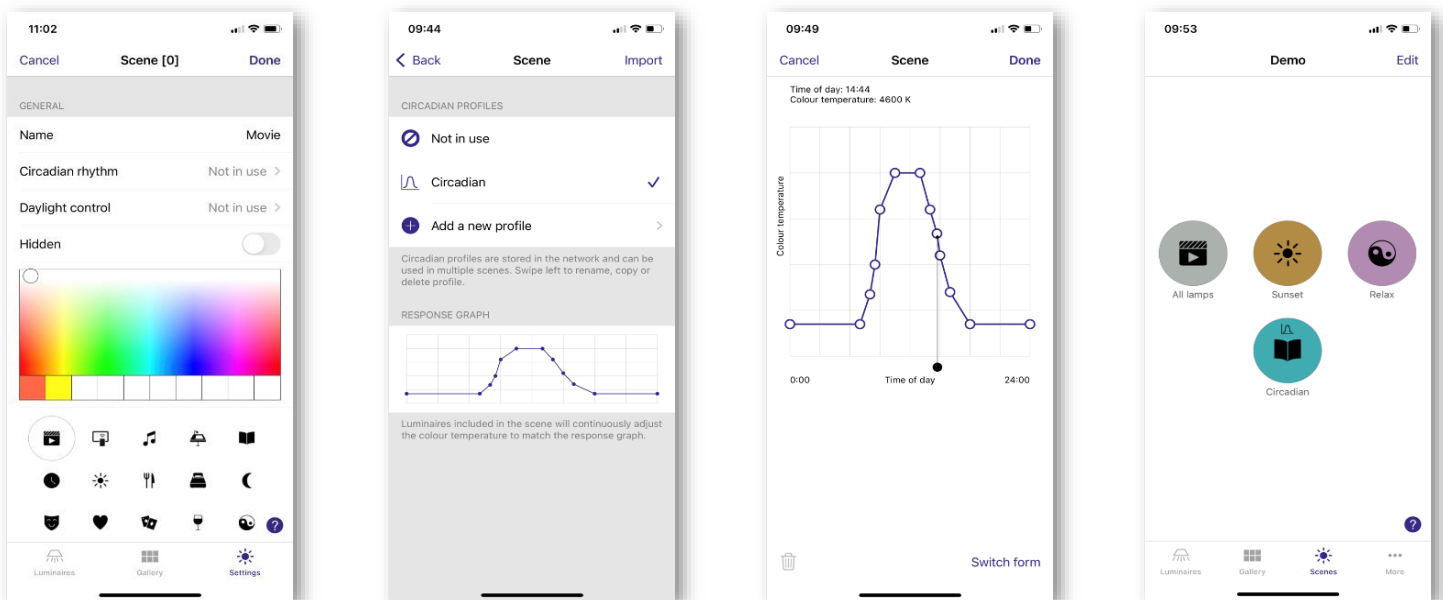 11:02
Cancel Scene [0] Done
GENERAL
Name Movie
Circadian rhythm Not in use
Daylight control Not in use
Hidden
?
Luminaires Gallery Settings
09:44
Back Scene Import
CIRCADIAN PROFILES
Not in use
Circadian
Add a new profile
Circadian profiles are stored in the network and can be
used in multiple scenes. Swipe left to rename, copy or
delete profile.
RESPONSE GRAPH
Luminaires included in the scene will continuously adjust
the colour temperature to match the response graph.
09:49
Cancel Scene Done
Time of day: 14:44
Colour temperature: 4600 K
Colour temperature
0:00 Time of day 24:00
Switch form
09:53
Demo Edit
All lamps Sunset Relax
Circadian
?
Luminaires Gallery Scenes More